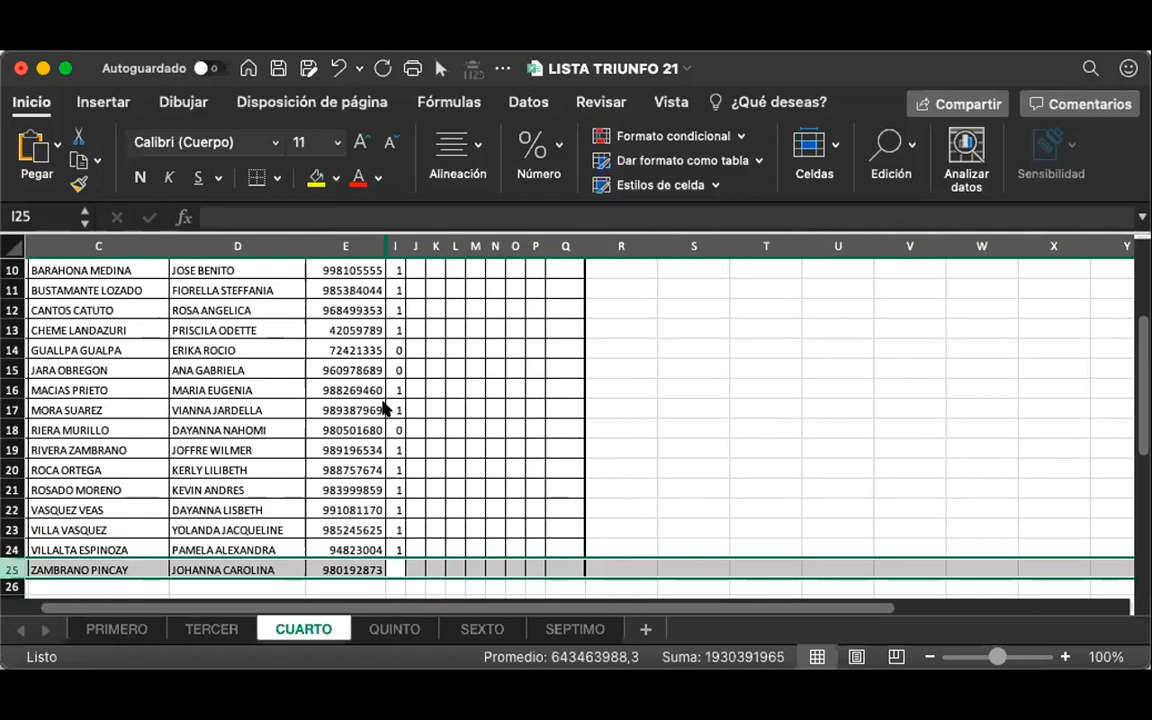 Autoguardado LISTA TRIUNFO 21
Inicio Insertar Dibujar Disposición de página Fórmulas Datos Revisar Vista ¿Qué deseas? Compartir Comentarios
Pegar
Calibri (Cuerpo) 11
N K S
Alineación
Número
Formato condicional
Dar formato como tabla
Estilos de celda
Celdas
Edición
Analizar datos
Sensibilidad
I25 fx
C D E I J K L M N O P Q R S T U V W X Y
10 BARAHONA MEDINA JOSE BENITO 998105555 1
11 BUSTAMANTE LOZADO FIORELLA STEFFANIA 985384044 1
12 CANTOS CATUTO ROSA ANGELICA 968499353 1
13 CHEME LANDAZURI PRISCILA ODETTE 42059789 1
14 GUALLPA GUALPA ERIKA ROCIO 72421335 0
15 JARA OBREGON ANA GABRIELA 960978689 0
16 MACIAS PRIETO MARIA EUGENIA 988269460 1
17 MORA SUAREZ VIANNA JARDELLA 989387969 1
18 RIERA MURILLO DAYANNA NAHOMI 980501680 0
19 RIVERA ZAMBRANO JOFFRE WILMER 989196534 1
20 ROCA ORTEGA KERLY LILIBETH 988757674 1
21 ROSADO MORENO KEVIN ANDRES 983999859 1
22 VASQUEZ VEAS DAYANNA LISBETH 991081170 1
23 VILLA VASQUEZ YOLANDA JACQUELINE 985245625 1
24 VILLALTA ESPINOZA PAMELA ALEXANDRA 94823004 1
25 ZAMBRANO PINCAY JOHANNA CAROLINA 980192873
26
PRIMERO TERCER CUARTO QUINTO SEXTO SEPTIMO +
Listo Promedio: 643463988,3 Suma: 1930391965 100%